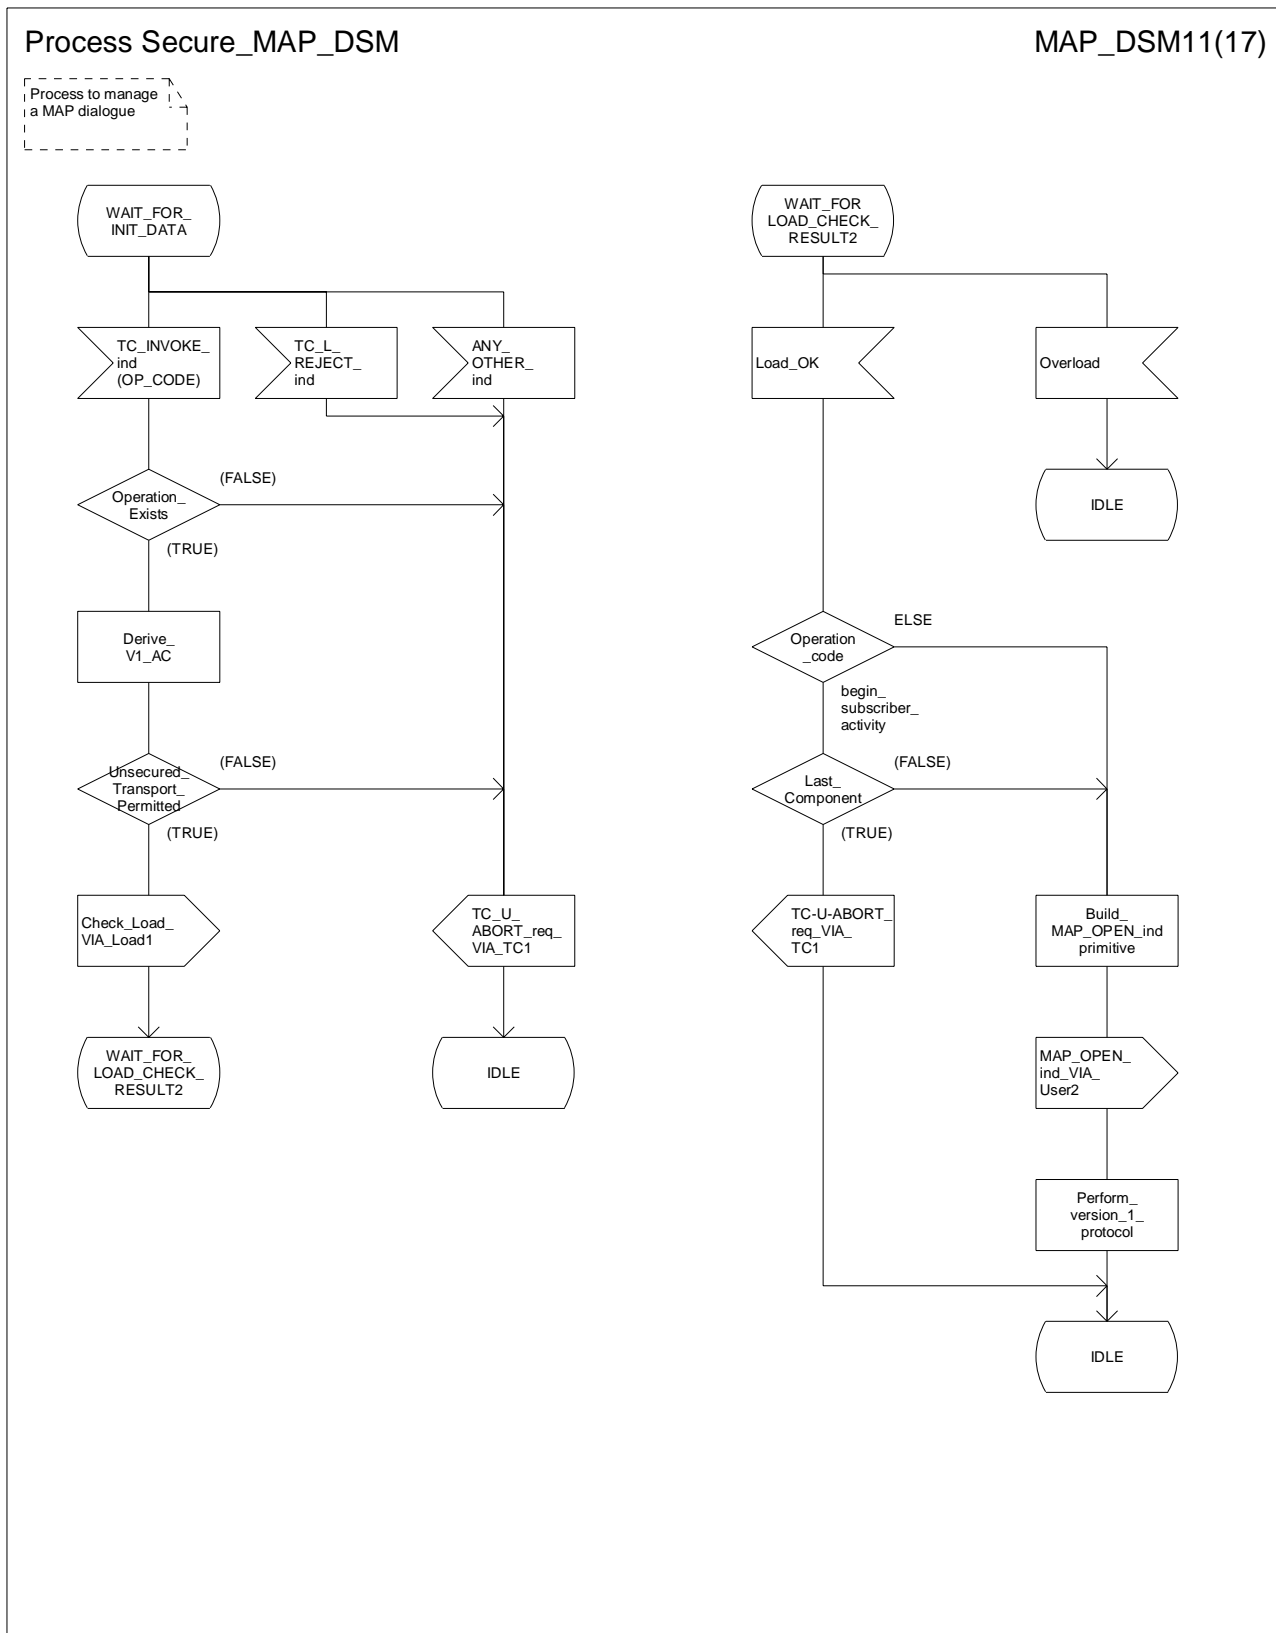 Process Secure_MAP_DSM
MAP_DSM11(17)
Process to manage
a MAP dialogue
WAIT_FOR_
INIT_DATA
TC_INVOKE_
ind
(OP_CODE)
TC_L_
REJECT_
ind
ANY_
OTHER_
ind
Operation_
Exists
(FALSE)
(TRUE)
Derive_
V1_AC
Unsecured_
Transport_
Permitted
(FALSE)
(TRUE)
Check_Load_
VIA_Load1
TC_U_
ABORT_req_
VIA_TC1
WAIT_FOR_
LOAD_CHECK_
RESULT2
IDLE
WAIT_FOR
LOAD_CHECK_
RESULT2
Load_OK
Overload
IDLE
Operation
_code
ELSE
begin_
subscriber_
activity
Last_
Component
(FALSE)
(TRUE)
TC-U-ABORT_
req_VIA_
TC1
Build_
MAP_OPEN_ind
primitive
MAP_OPEN_
ind_VIA_
User2
Perform_
version_1_
protocol
IDLE